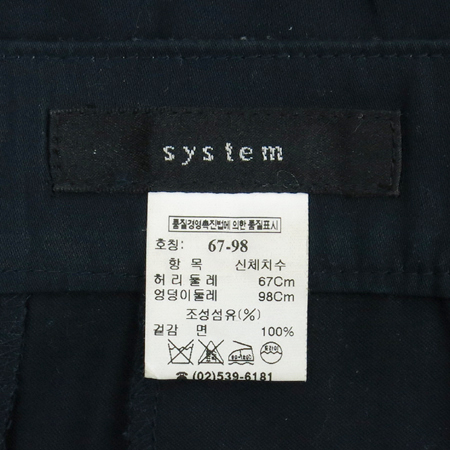 system
품질경영촉진법에 의한 품질표시
호칭: 67-98
항 목 신체치수
허 리 둘 레 67Cm
엉덩이둘레 98Cm
조성섬유(%)
겉감 면 100%
☎(02)539-6181